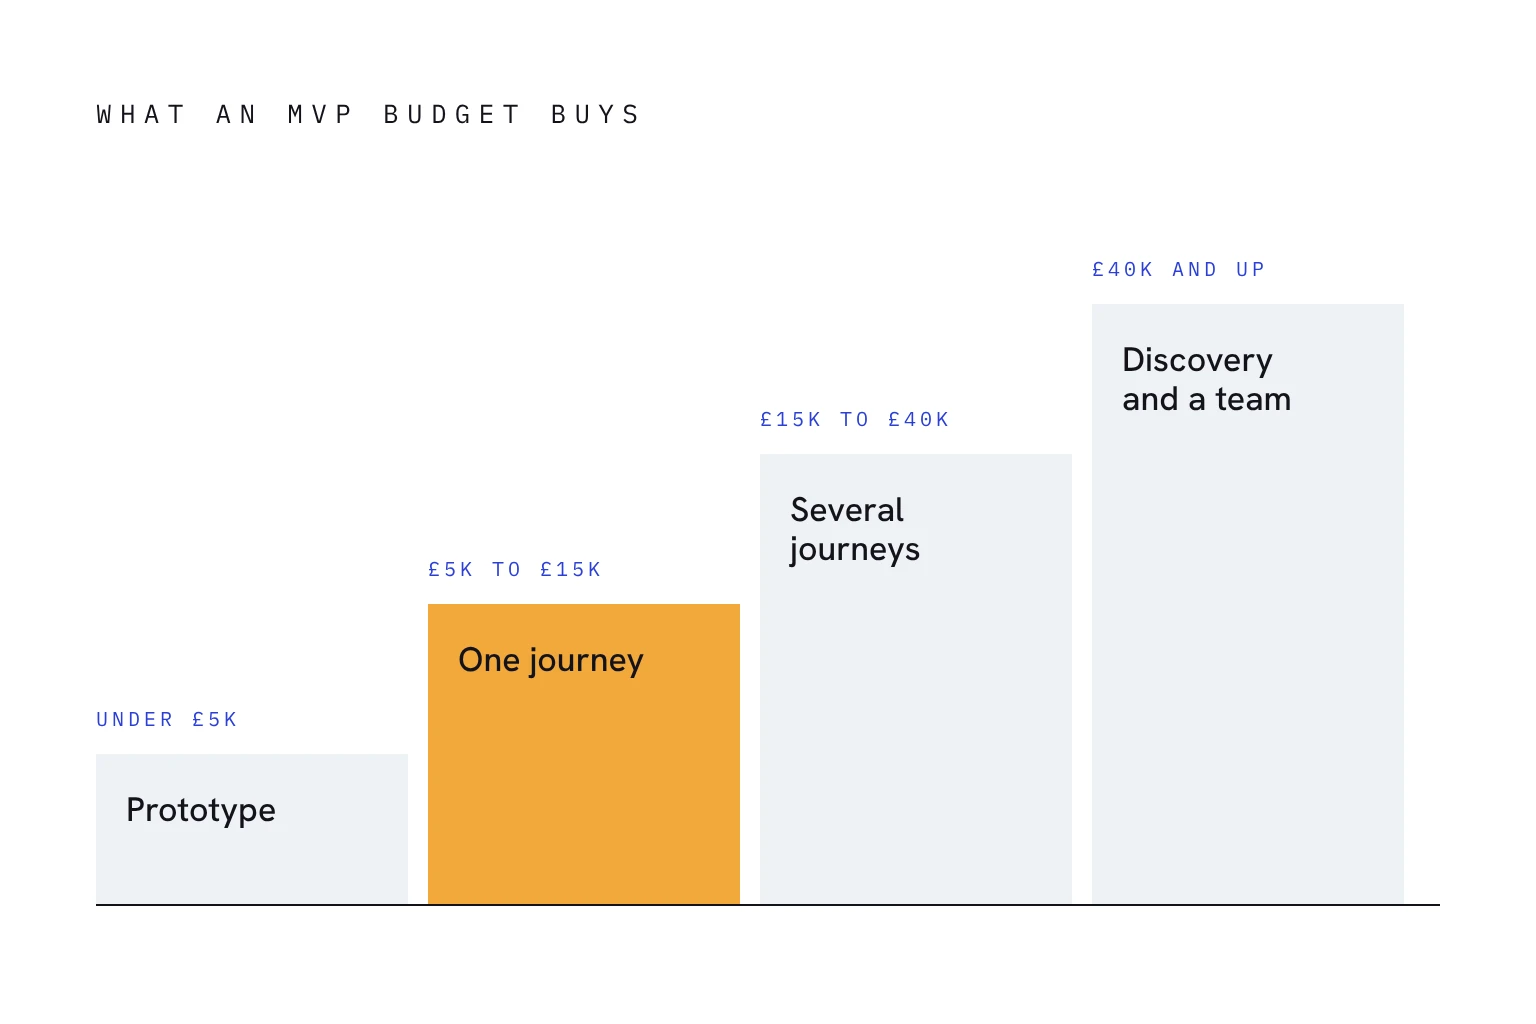 WHAT AN MVP BUDGET BUYS
UNDER £5K
Prototype
£5K TO £15K
One journey
£15K TO £40K
Several
journeys
£40K AND UP
Discovery
and a team